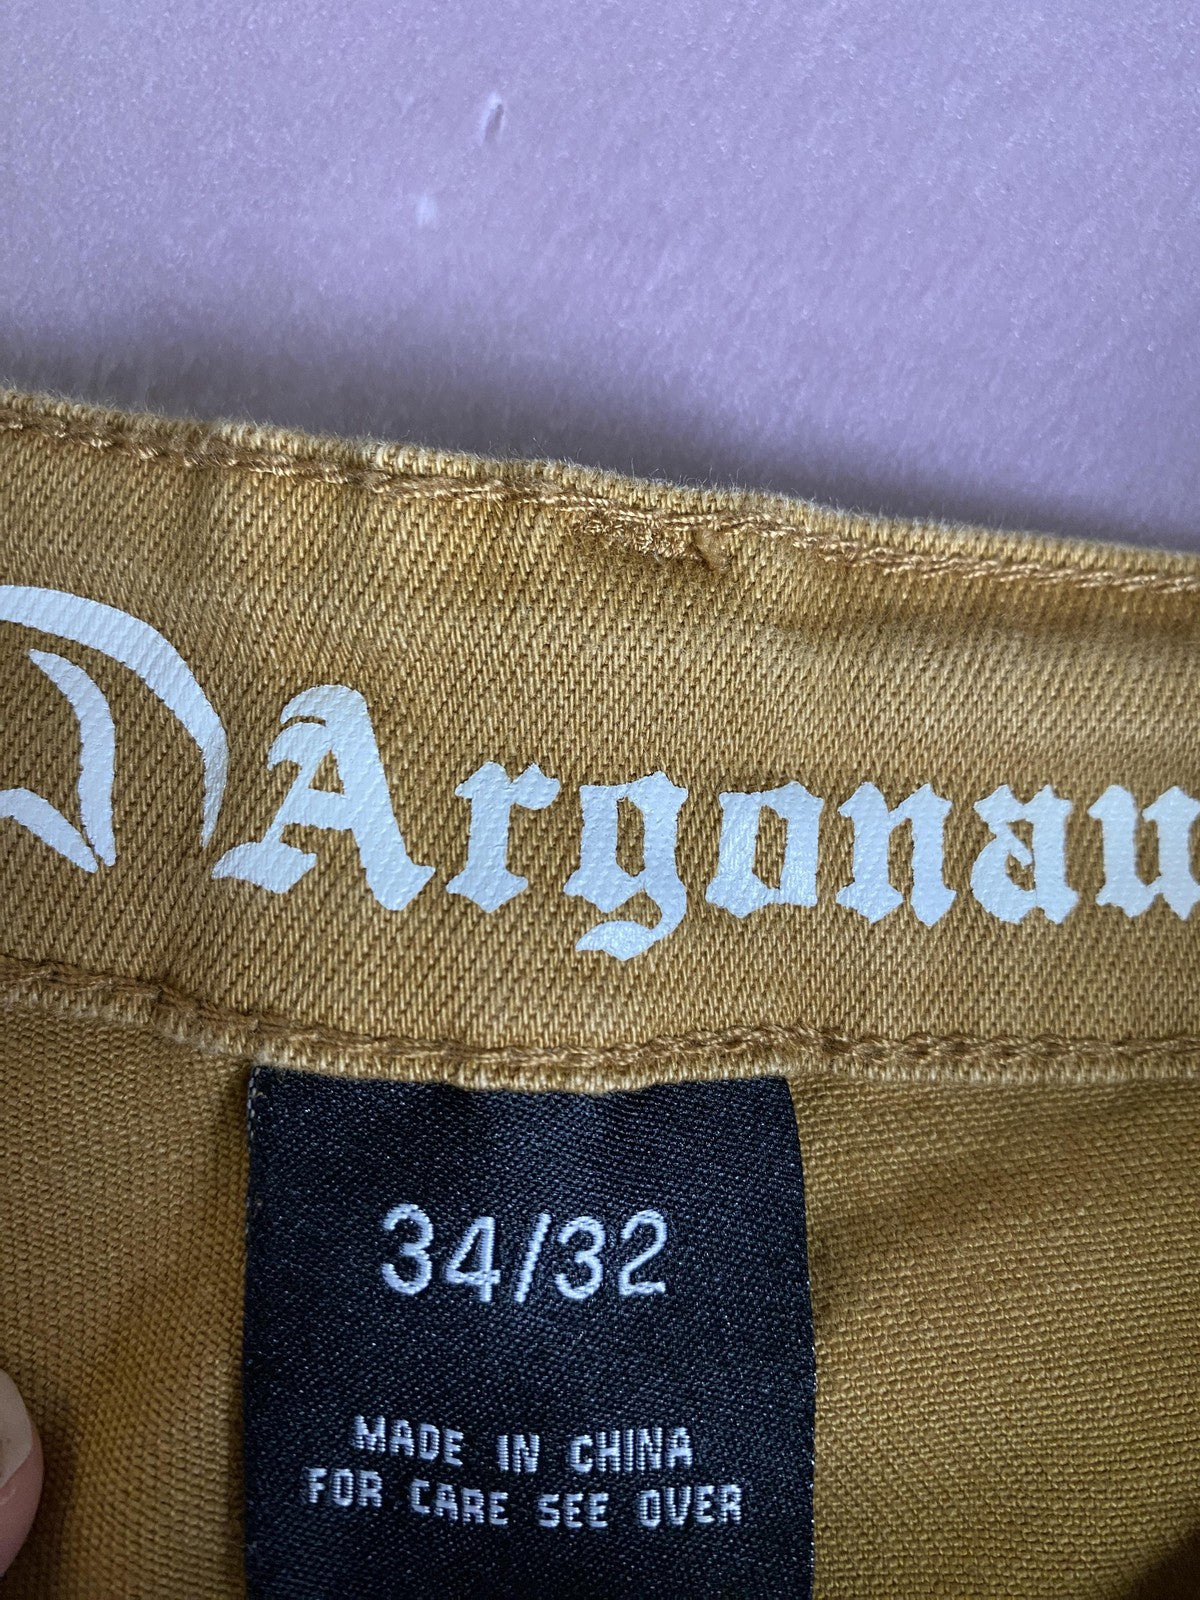 Argonau
34/32
MADE IN CHINA
FOR CARE SEE OVER